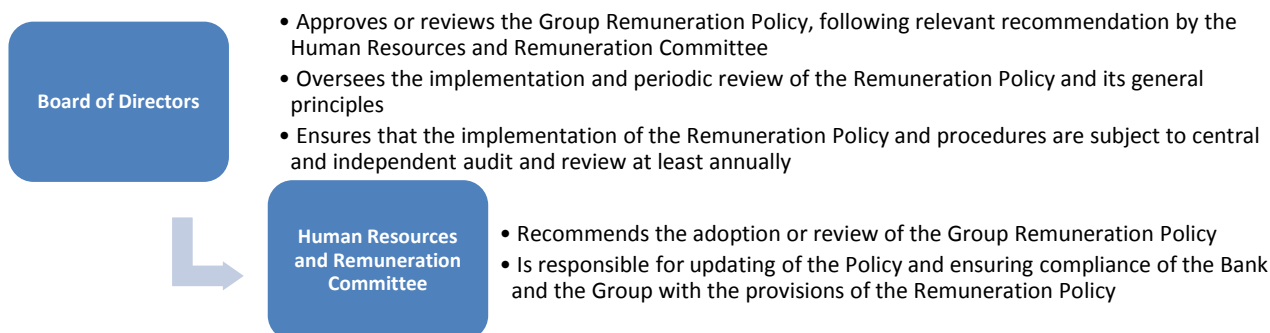 Board of Directors
• Approves or reviews the Group Remuneration Policy, following relevant recommendation by the
Human Resources and Remuneration Committee
• Oversees the implementation and periodic review of the Remuneration Policy and its general
principles
• Ensures that the implementation of the Remuneration Policy and procedures are subject to central
and independent audit and review at least annually
Human Resources
and Remuneration
Committee
• Recommends the adoption or review of the Group Remuneration Policy
• Is responsible for updating of the Policy and ensuring compliance of the Bank
and the Group with the provisions of the Remuneration Policy